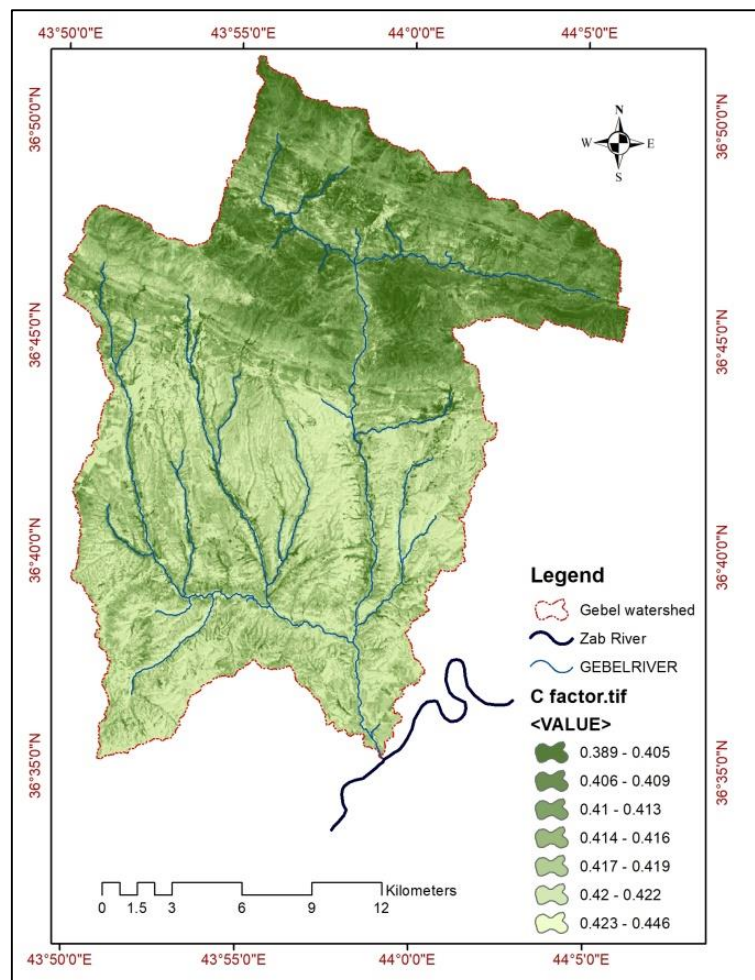 43°50'0"E 43°55'0"E 44°0'0"E 44°5'0"E
36°50'0"N 36°50'0"N
N
W E
S
36°45'0"N 36°45'0"N
36°40'0"N 36°40'0"N
Legend
Gebel watershed
Zab River
GEBELRIVER
C factor.tif
<VALUE>
0.389 - 0.405
0.406 - 0.409
0.41 - 0.413
0.414 - 0.416
0.417 - 0.419
0.42 - 0.422
0.423 - 0.446
36°35'0"N 36°35'0"N
Kilometers
0 1.5 3 6 9 12
43°50'0"E 43°55'0"E 44°0'0"E 44°5'0"E